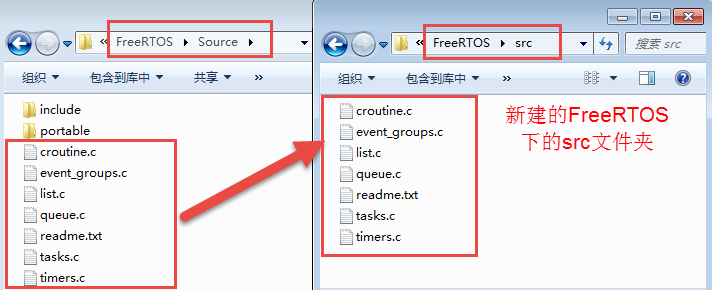 FreeRTOS ▸ Source ▸
组织 包含到库中 共享 »
include
portable
croutine.c
event_groups.c
list.c
queue.c
readme.txt
tasks.c
timers.c
FreeRTOS ▸ src
搜索 src
组织 包含到库中 »
croutine.c
event_groups.c
list.c
queue.c
readme.txt
tasks.c
timers.c
新建的FreeRTOS
下的src文件夹